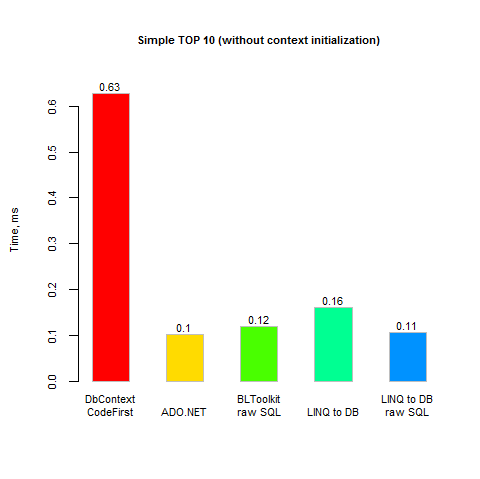 Simple TOP 10 (without context initialization)
Time, ms
0.6
0.5
0.4
0.3
0.2
0.1
0.0
0.63
0.1
0.12
0.16
0.11
DbContext
CodeFirst
ADO.NET
BLToolkit
raw SQL
LINQ to DB
LINQ to DB
raw SQL